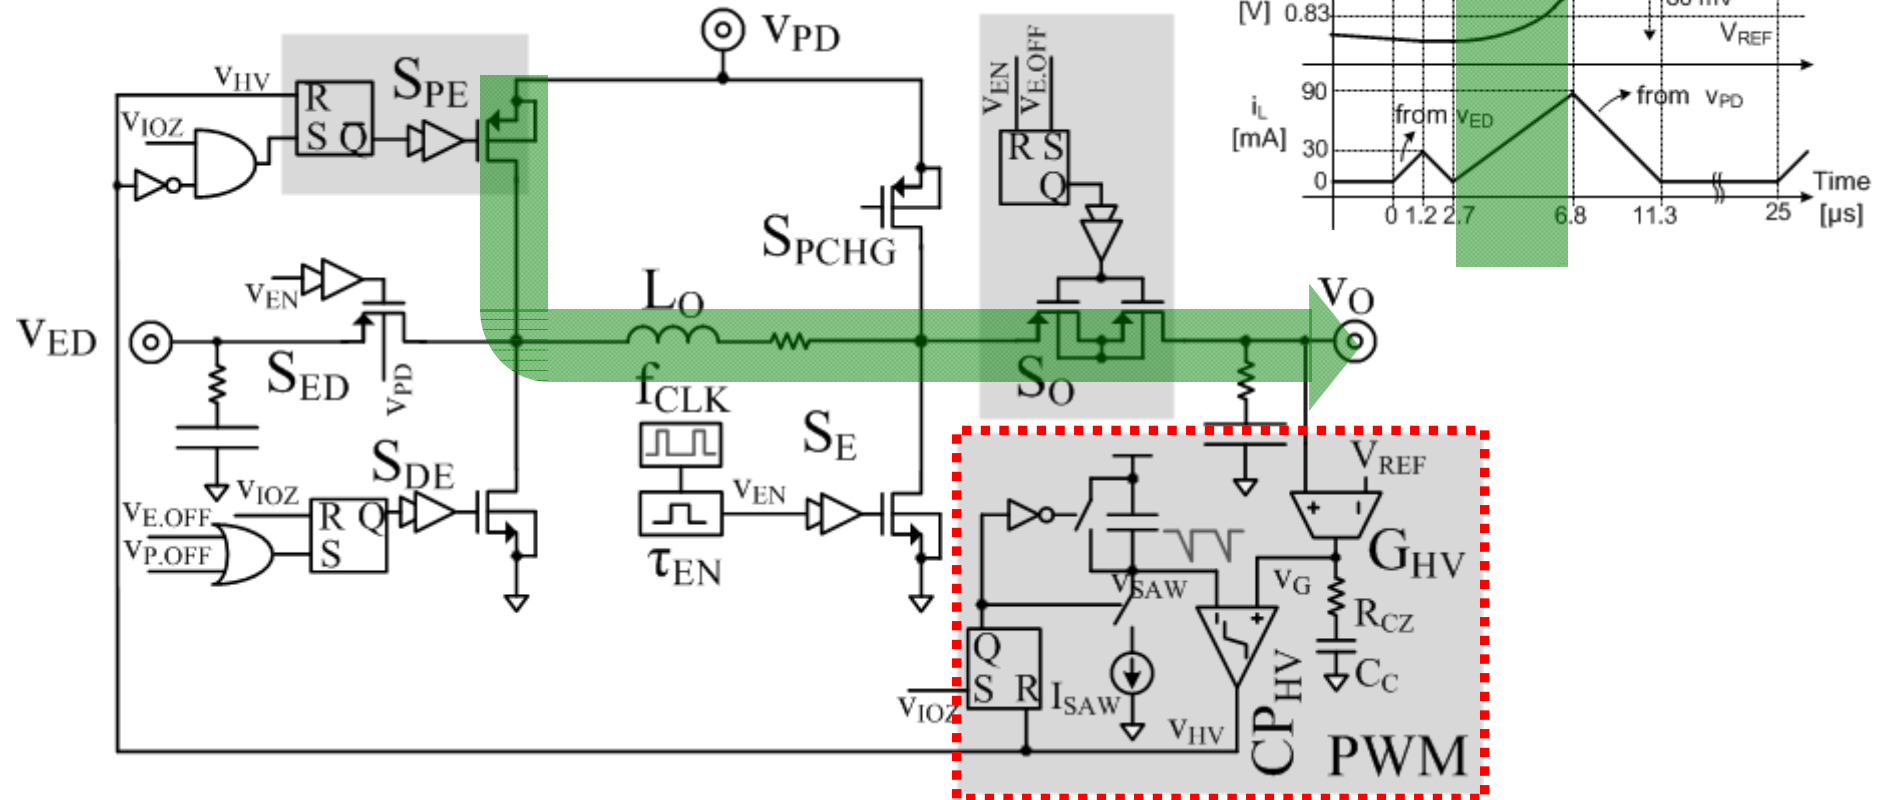 VPD
[V] 0.83
VREF
vHV
R
S Q̅
SPE
vIOZ
vEN
vE.OFF
R S
Q
iL
[mA]
90
30
0
from vED
from vPD
0 1.2 2.7 6.8 11.3 25
Time
[µs]
SPCHG
vEN
vPD
VED
SED
LO
SO
VO
fCLK
τEN
vEN
SE
SDE
vIOZ
vE.OFF
vP.OFF
R Q
S
VREF
+ −
GHV
vSAW
vG
− +
RCZ
CC
Q
S R
vIOZ
ISAW
vHV
CPHV
PWM